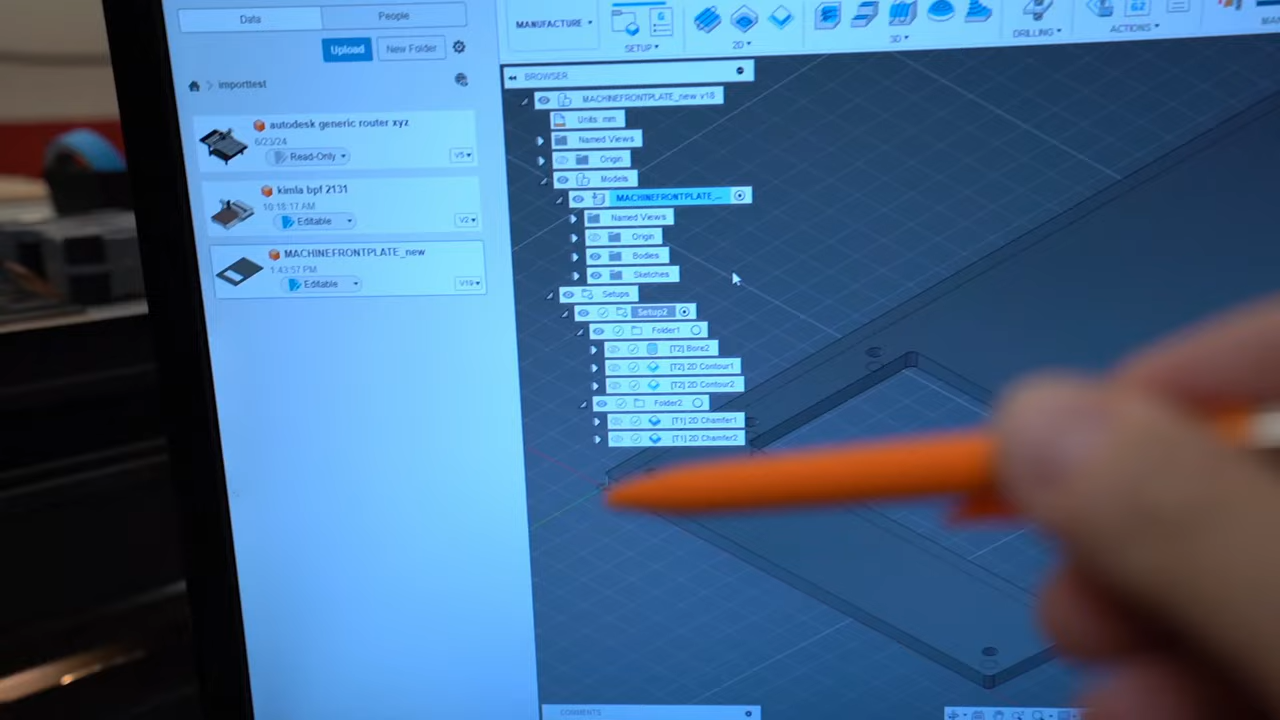 Data
People
Upload
New Folder
importtest
autodesk generic router xyz
6/23/24
Read-Only
V5
kimla bpf 2131
10:18:17 AM
Editable
V2
MACHINEFRONTPLATE_new
1:43:57 PM
Editable
V19
MANUFACTURE
SETUP
2D
3D
DRILLING
ACTIONS
G2
BROWSER
MACHINEFRONTPLATE_new v18
Units: mm
Named Views
Origin
Models
MACHINEFRONTPLATE_...
Named Views
Origin
Bodies
Sketches
Setups
Setup2
Folder1
[T2] Bore2
[T2] 2D Contour1
[T2] 2D Contour2
Folder2
[T1] 2D Chamfer1
[T1] 2D Chamfer2
COMMENTS